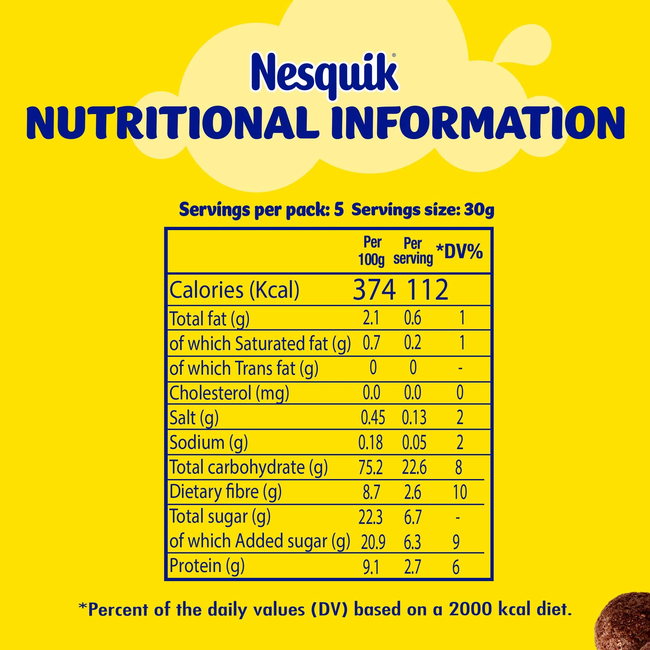 Nesquik®
NUTRITIONAL INFORMATION
Servings per pack: 5 Servings size: 30g
Per 100g Per serving *DV%
Calories (Kcal) 374 112
Total fat (g) 2.1 0.6 1
of which Saturated fat (g) 0.7 0.2 1
of which Trans fat (g) 0 0 -
Cholesterol (mg) 0.0 0.0 0
Salt (g) 0.45 0.13 2
Sodium (g) 0.18 0.05 2
Total carbohydrate (g) 75.2 22.6 8
Dietary fibre (g) 8.7 2.6 10
Total sugar (g) 22.3 6.7 -
of which Added sugar (g) 20.9 6.3 9
Protein (g) 9.1 2.7 6
*Percent of the daily values (DV) based on a 2000 kcal diet.